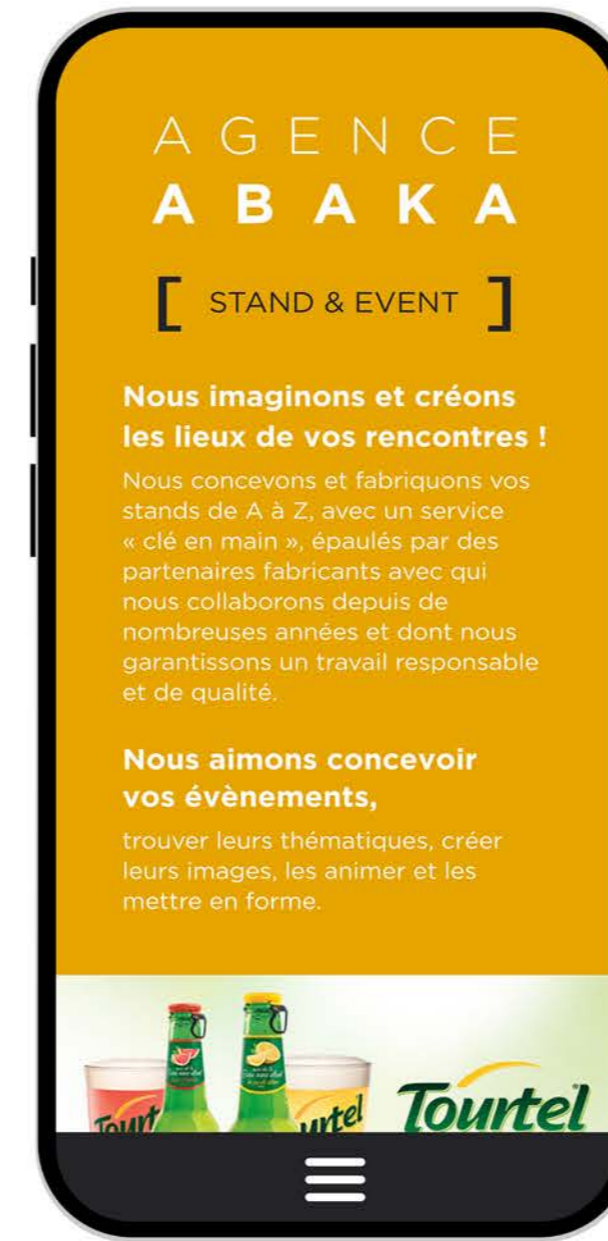 AGENCE
ABAKA
[ STAND & EVENT ]
Nous imaginons et créons
les lieux de vos rencontres !
Nous concevons et fabriquons vos
stands de A à Z, avec un service
« clé en main », épaulés par des
partenaires fabricants avec qui
nous collaborons depuis de
nombreuses années et dont nous
garantissons un travail responsable
et de qualité.
Nous aimons concevoir
vos évènements,
trouver leurs thématiques, créer
leurs images, les animer et les
mettre en forme.
Tourtel